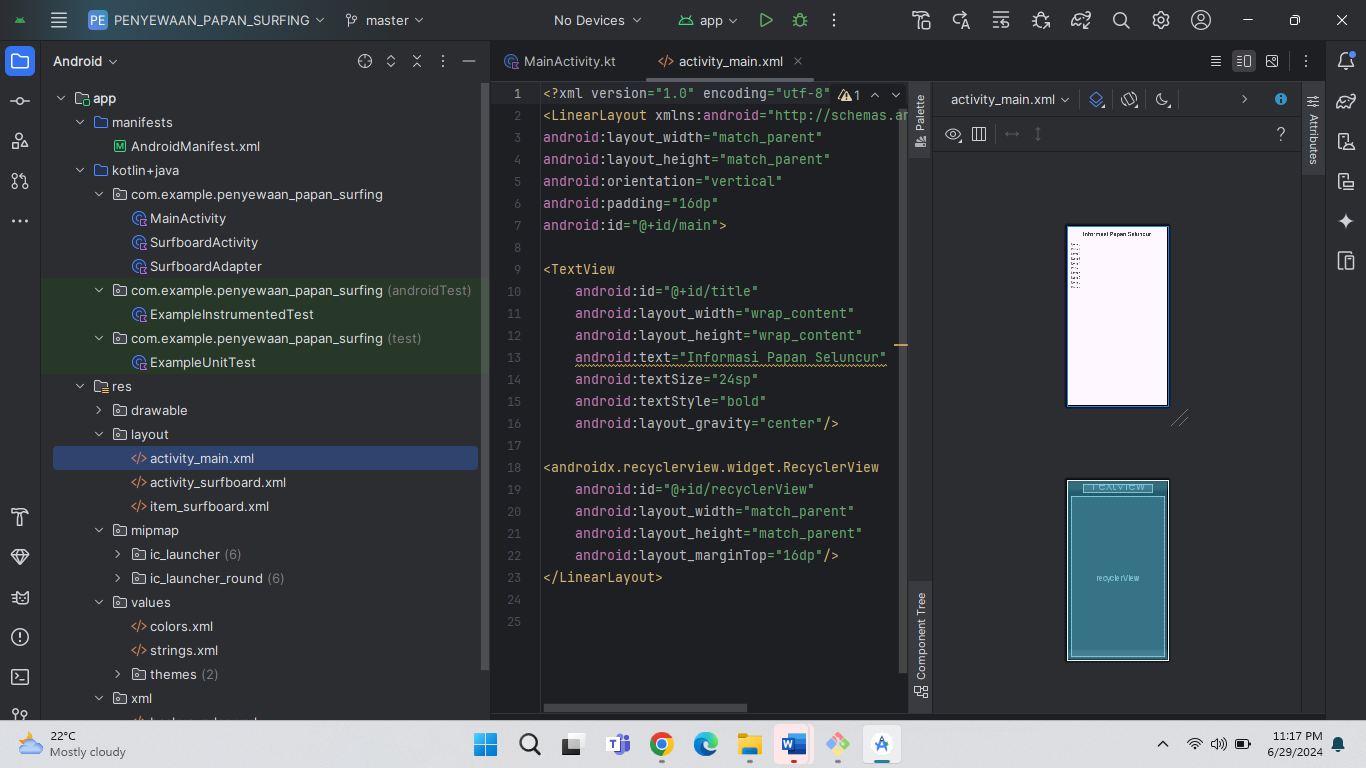 PE PENYEWAAN_PAPAN_SURFING
master
No Devices
app
Android
MainActivity.kt
activity_main.xml
app
manifests
AndroidManifest.xml
kotlin+java
com.example.penyewaan_papan_surfing
MainActivity
SurfboardActivity
SurfboardAdapter
com.example.penyewaan_papan_surfing (androidTest)
ExampleInstrumentedTest
com.example.penyewaan_papan_surfing (test)
ExampleUnitTest
res
drawable
layout
activity_main.xml
activity_surfboard.xml
item_surfboard.xml
mipmap
ic_launcher (6)
ic_launcher_round (6)
values
colors.xml
strings.xml
themes (2)
xml
1 <?xml version="1.0" encoding="utf-8"
1
2 <LinearLayout xmlns:android="http://schemas.an
3 android:layout_width="match_parent"
4 android:layout_height="match_parent"
5 android:orientation="vertical"
6 android:padding="16dp"
7 android:id="@+id/main">
8
9 <TextView
10 android:id="@+id/title"
11 android:layout_width="wrap_content"
12 android:layout_height="wrap_content"
13 android:text="Informasi Papan Seluncur"
14 android:textSize="24sp"
15 android:textStyle="bold"
16 android:layout_gravity="center"/>
17
18 <androidx.recyclerview.widget.RecyclerView
19 android:id="@+id/recyclerView"
20 android:layout_width="match_parent"
21 android:layout_height="match_parent"
22 android:layout_marginTop="16dp"/>
23 </LinearLayout>
24
25
Palette
Component Tree
activity_main.xml
?
Attributes
Informasi Papan Seluncur
TextView
recyclerView
22°C
Mostly cloudy
11:17 PM
6/29/2024